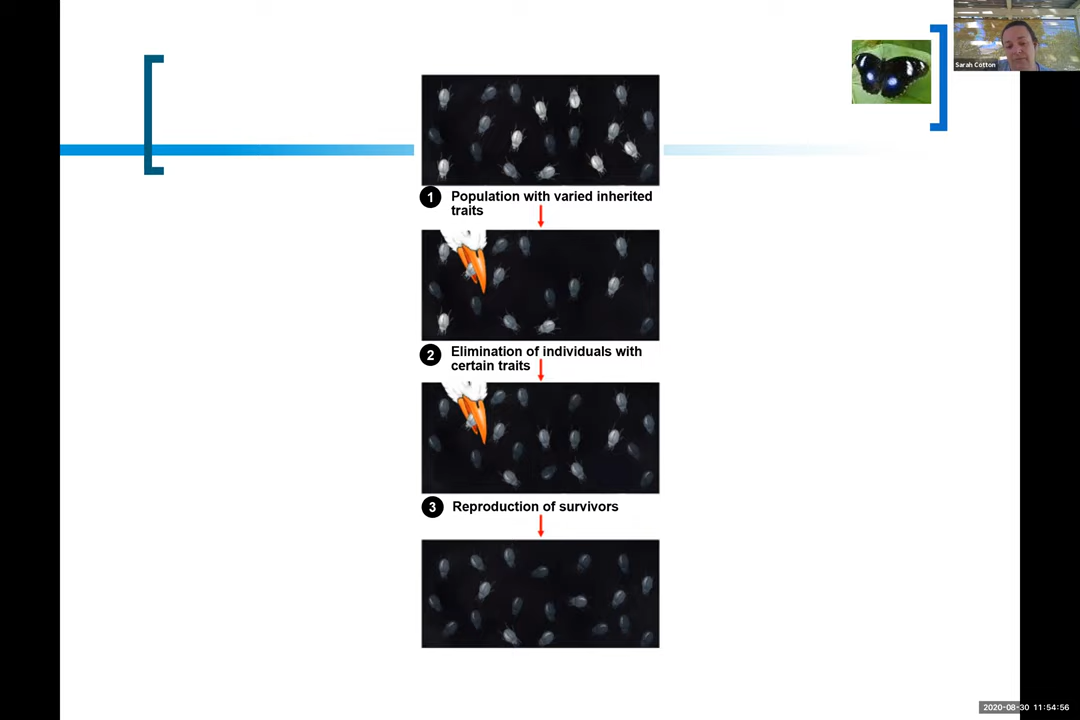 Sarah Cotton
1 Population with varied inherited
traits
2 Elimination of individuals with
certain traits
3 Reproduction of survivors
2020-08-30 11:54:56